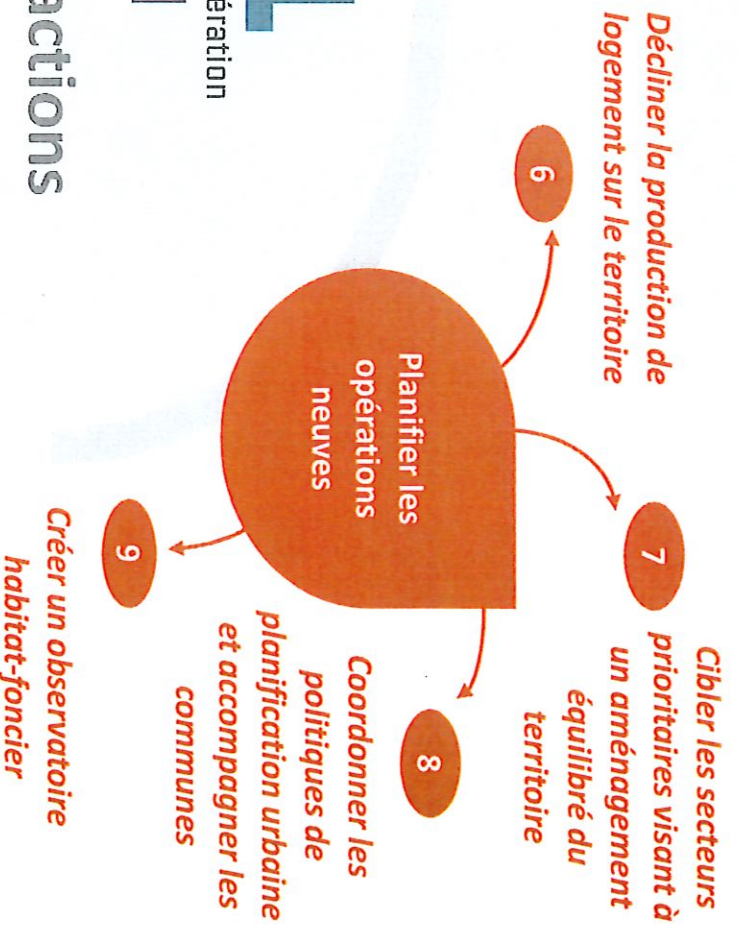 Décliner la production de
logement sur le territoire
6
7
Cibler les secteurs
prioritaires visant à
un aménagement
équilibré du
territoire
Planifier les
opérations
neuves
8
Coordonner les
politiques de
planification urbaine
et accompagner les
communes
9
Créer un observatoire
habitat-foncier
actions